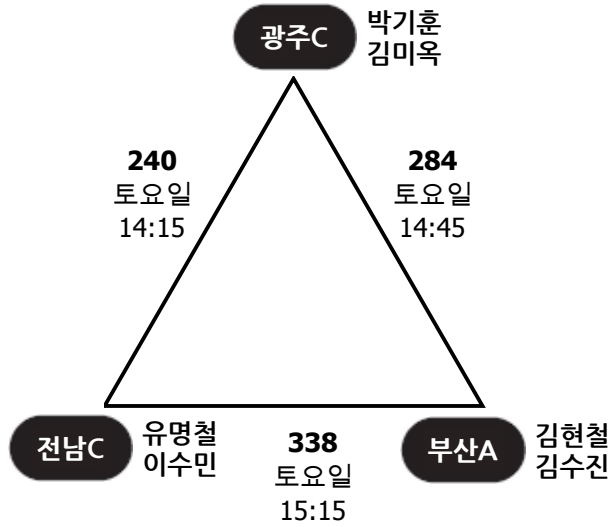 광주C
박기훈
김미옥
240
토요일
14:15
284
토요일
14:45
전남C
유명철
이수민
338
토요일
15:15
부산A
김현철
김수진